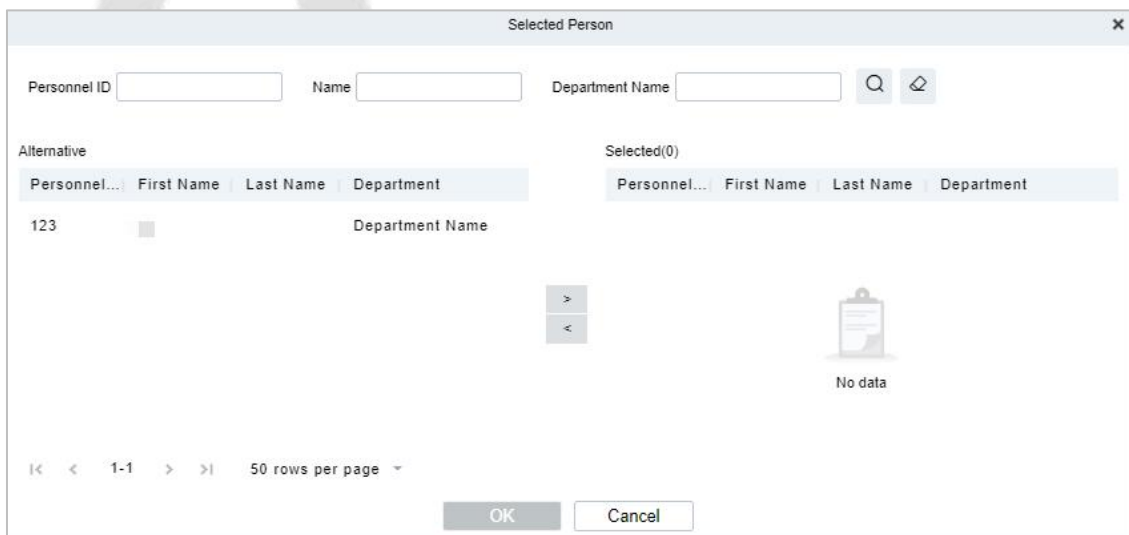 Selected Person
Personnel ID Name Department Name
Alternative Selected(0)
Personnel... First Name Last Name Department Personnel... First Name Last Name Department
123 Department Name
>
<
No data
|< < 1-1 > >| 50 rows per page
OK Cancel